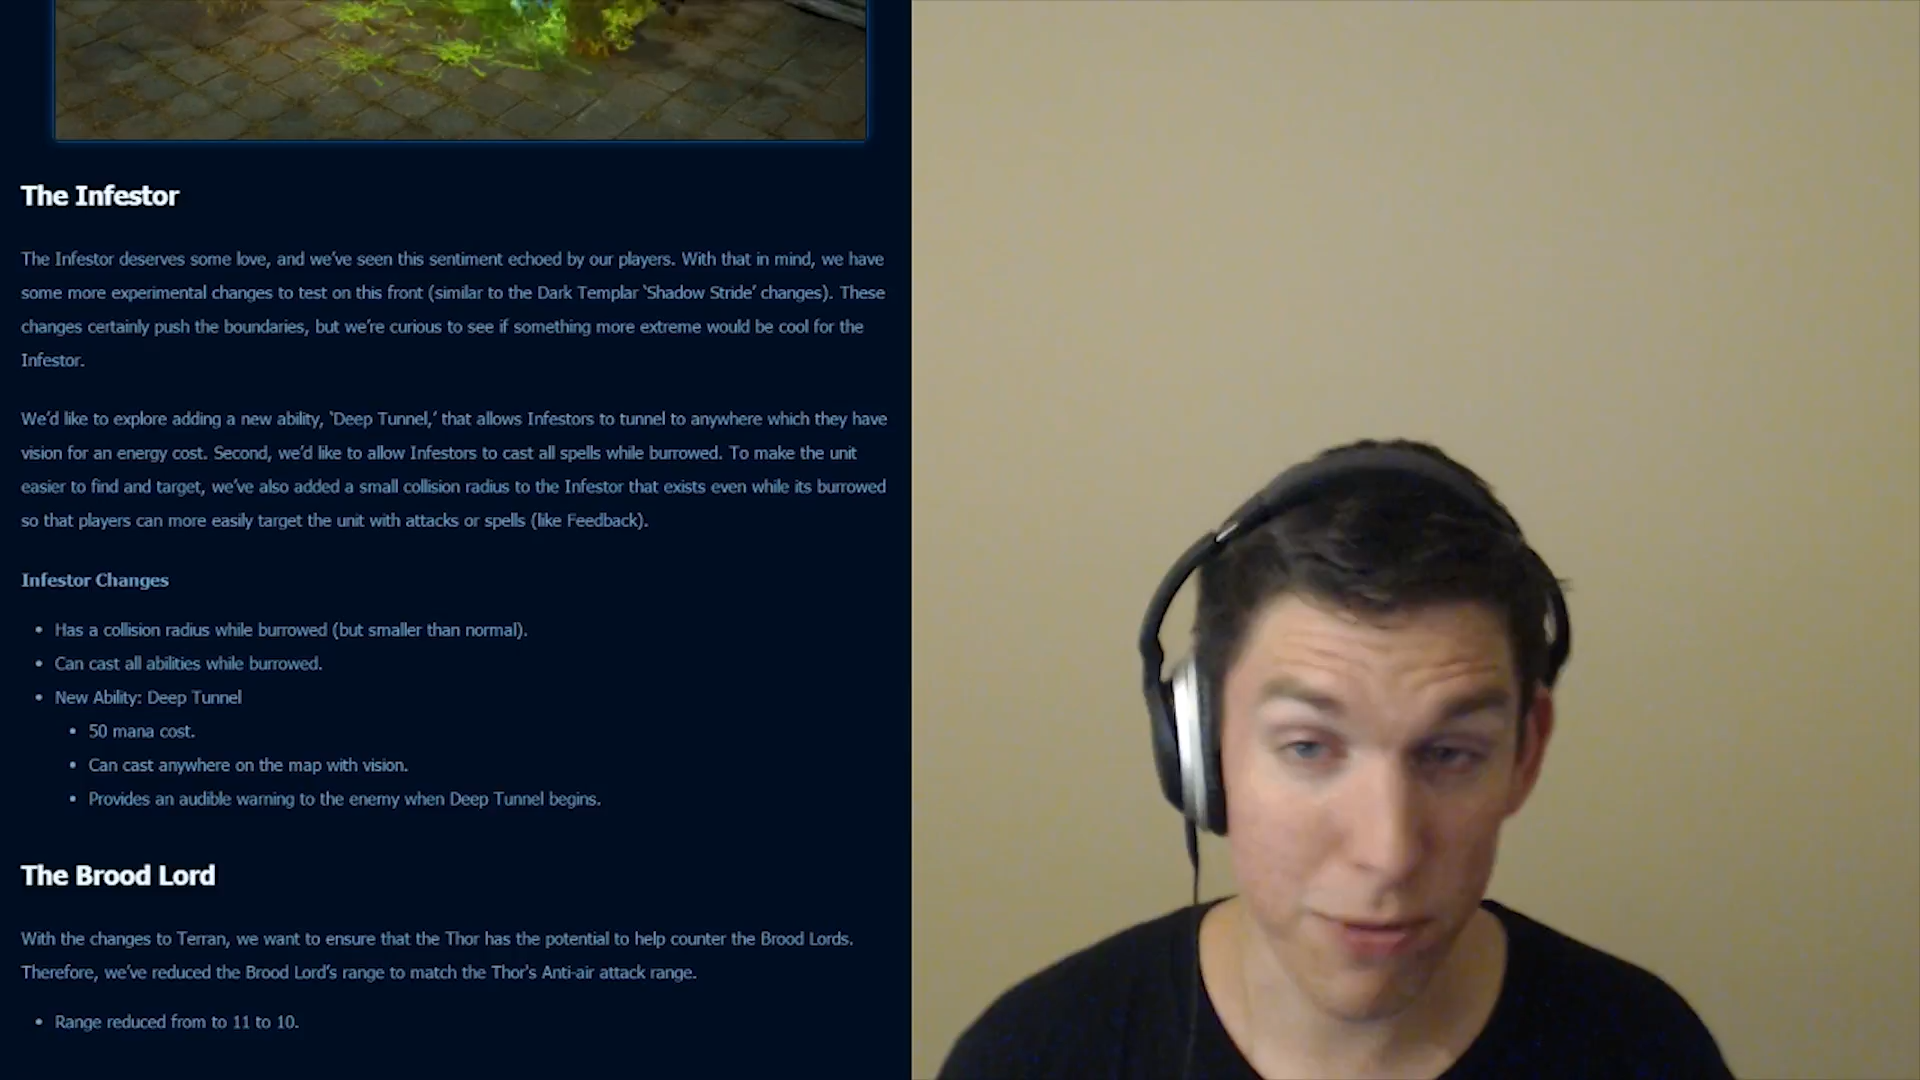 The Infestor
The Infestor deserves some love, and we've seen this sentiment echoed by our players. With that in mind, we have
some more experimental changes to test on this front (similar to the Dark Templar 'Shadow Stride' changes). These
changes certainly push the boundaries, but we're curious to see if something more extreme would be cool for the
Infestor.
We'd like to explore adding a new ability, 'Deep Tunnel,' that allows Infestors to tunnel to anywhere which they have
vision for an energy cost. Second, we'd like to allow Infestors to cast all spells while burrowed. To make the unit
easier to find and target, we've also added a small collision radius to the Infestor that exists even while its burrowed
so that players can more easily target the unit with attacks or spells (like Feedback).
Infestor Changes
• Has a collision radius while burrowed (but smaller than normal).
• Can cast all abilities while burrowed.
• New Ability: Deep Tunnel
• 50 mana cost.
• Can cast anywhere on the map with vision.
• Provides an audible warning to the enemy when Deep Tunnel begins.
The Brood Lord
With the changes to Terran, we want to ensure that the Thor has the potential to help counter the Brood Lords.
Therefore, we've reduced the Brood Lord's range to match the Thor's Anti-air attack range.
• Range reduced from to 11 to 10.